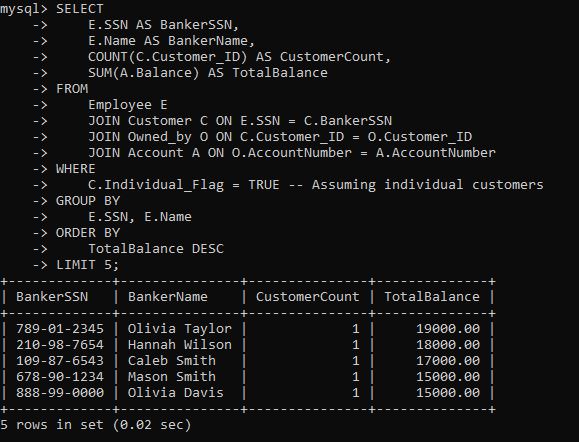 mysql> SELECT
    ->     E.SSN AS BankerSSN,
    ->     E.Name AS BankerName,
    ->     COUNT(C.Customer_ID) AS CustomerCount,
    ->     SUM(A.Balance) AS TotalBalance
    -> FROM
    ->     Employee E
    ->     JOIN Customer C ON E.SSN = C.BankerSSN
    ->     JOIN Owned_by O ON C.Customer_ID = O.Customer_ID
    ->     JOIN Account A ON O.AccountNumber = A.AccountNumber
    -> WHERE
    ->     C.Individual_Flag = TRUE -- Assuming individual customers
    -> GROUP BY
    ->     E.SSN, E.Name
    -> ORDER BY
    ->     TotalBalance DESC
    -> LIMIT 5;
+-------------+---------------+---------------+--------------+
| BankerSSN   | BankerName    | CustomerCount | TotalBalance |
+-------------+---------------+---------------+--------------+
| 789-01-2345 | Olivia Taylor |             1 |     19000.00 |
| 210-98-7654 | Hannah Wilson |             1 |     18000.00 |
| 109-87-6543 | Caleb Smith   |             1 |     17000.00 |
| 678-90-1234 | Mason Smith   |             1 |     15000.00 |
| 888-99-0000 | Olivia Davis  |             1 |     15000.00 |
+-------------+---------------+---------------+--------------+
5 rows in set (0.02 sec)